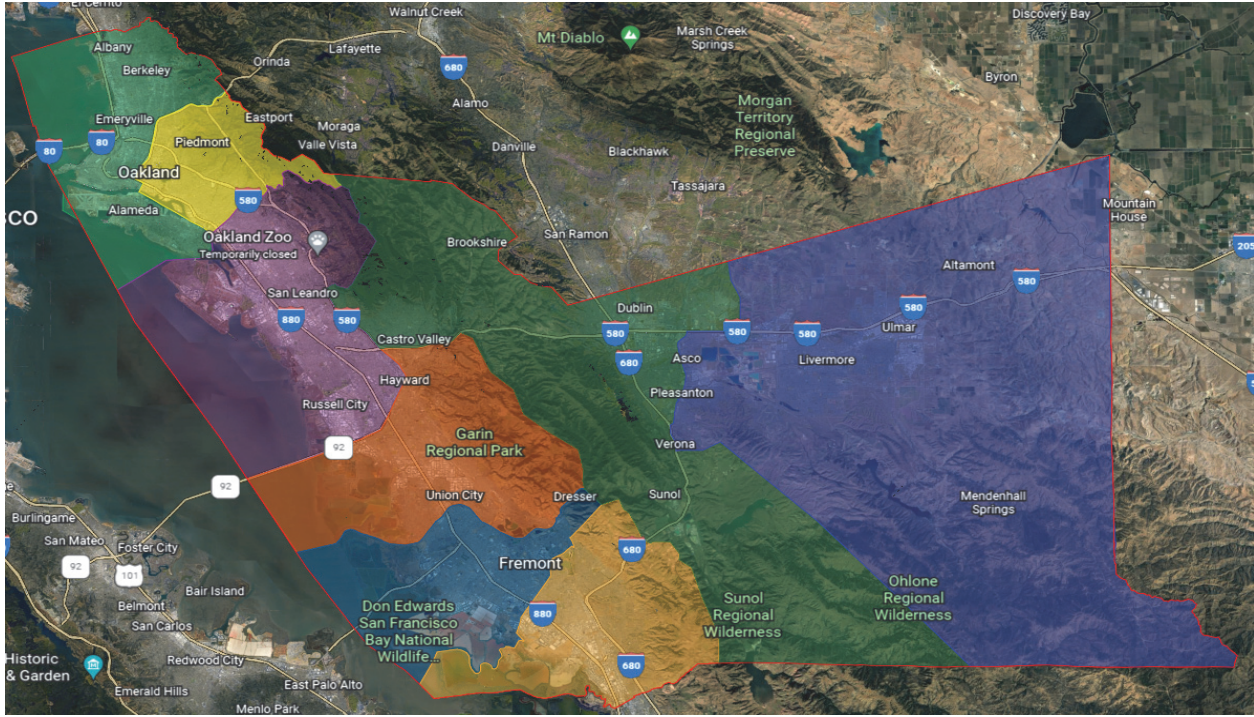 El Cerrito
Walnut Creek
Discovery Bay
Albany
Lafayette
Mt Diablo
Marsh Creek
Springs
Berkeley
Orinda
680
Byron
Alamo
Emeryville
Eastport
Piedmont
Moraga
Valle Vista
Morgan
Territory
Regional
Preserve
80
80
Danville
Blackhawk
Oakland
Tassajara
580
Alameda
Mountain
House
SCO
Oakland Zoo
Temporarily closed
Brookshire
San Ramon
205
Altamont
580
San Leandro
880
580
Dublin
580
580
580
580
Ulmar
Castro Valley
680
Asco
Livermore
Hayward
Pleasanton
Russell City
92
Garin
Regional Park
Verona
92
Union City
Dresser
Sunol
Mendenhall
Springs
Burlingame
San Mateo
Foster City
92
101
Fremont
680
Bair Island
Belmont
San Carlos
Don Edwards
San Francisco
Bay National
Wildlife...
880
Sunol
Regional
Wilderness
Ohlone
Regional
Wilderness
Historic
& Garden
Redwood City
680
Emerald Hills
East Palo Alto
Menlo Park